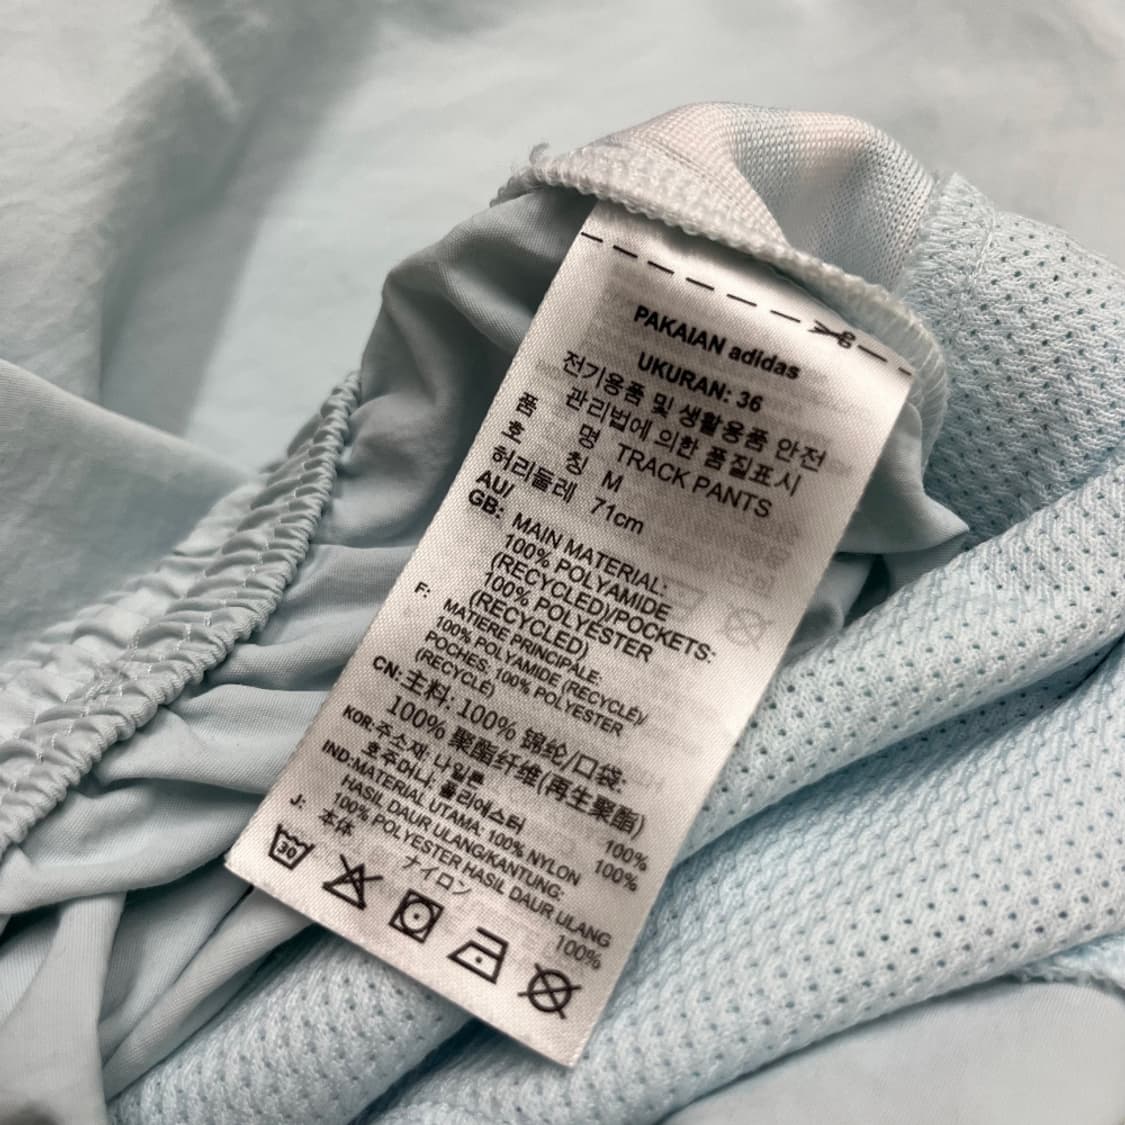 PAKAIAN adidas
UKURAN: 36
전기용품 및 생활용품 안전
관리법에 의한 품질표시
품 명 TRACK PANTS
호 칭 M
허리둘레 71cm
AU/
GB: MAIN MATERIAL:
100% POLYAMIDE
(RECYCLED)/POCKETS:
100% POLYESTER
(RECYCLED)
F: MATIERE PRINCIPALE:
100% POLYAMIDE (RECYCLÉ)/
POCHES: 100% POLYESTER
(RECYCLÉ)
CN: 主料: 100% 锦纶/口袋:
100% 聚酯纤维(再生聚酯)
KOR: 주소재: 나일론 100%
호주머니: 폴리에스터 100%
IND: MATERIAL UTAMA: 100% NYLON
HASIL DAUR ULANG/KANTUNG:
100% POLYESTER HASIL DAUR ULANG
J: 本体
ナイロン 100%
30